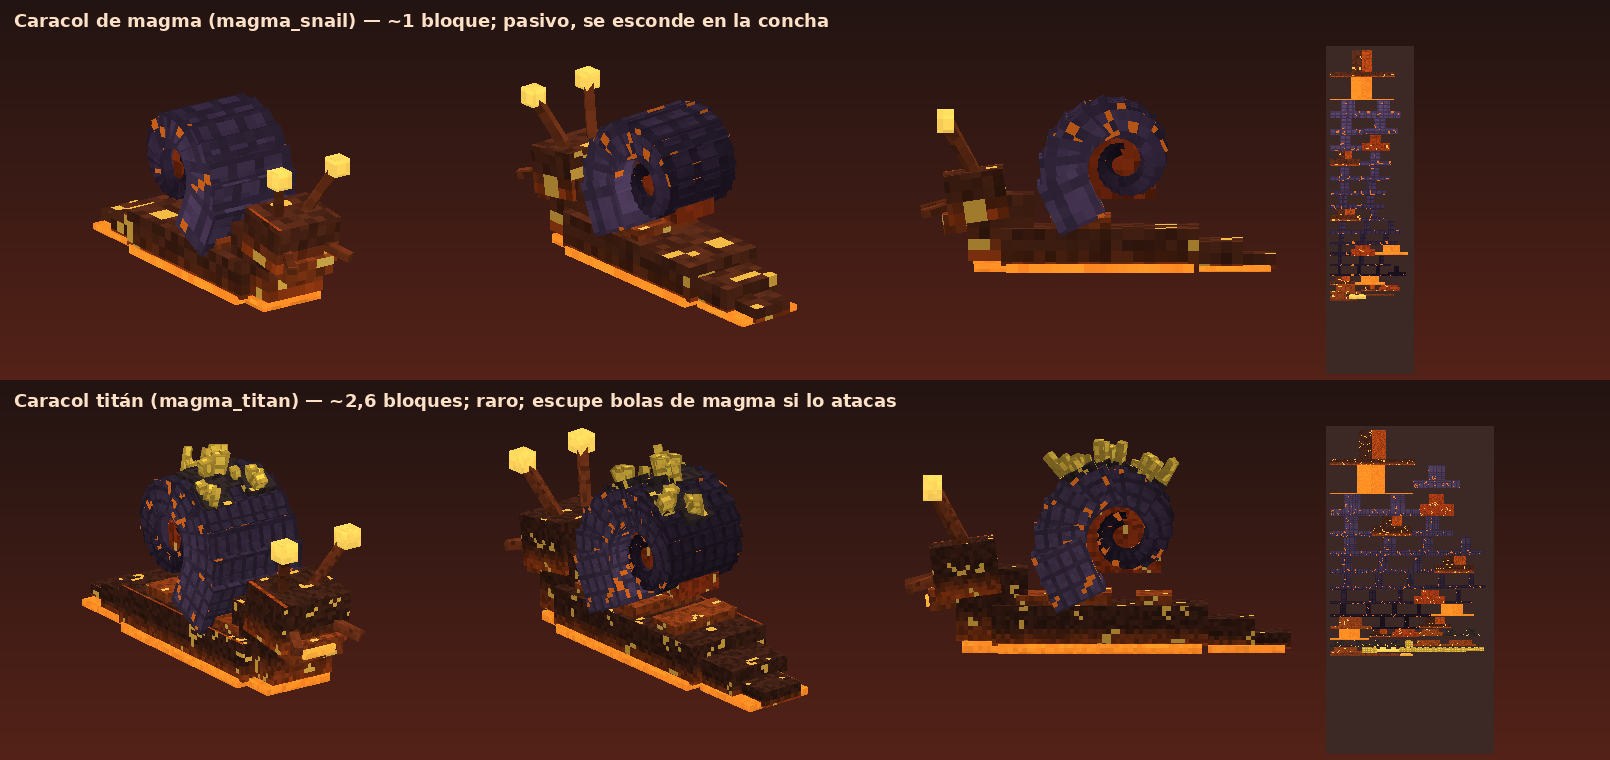 Caracol de magma (magma_snail) — ~1 bloque; pasivo, se esconde en la concha
Caracol titán (magma_titan) — ~2,6 bloques; raro; escupe bolas de magma si lo atacas